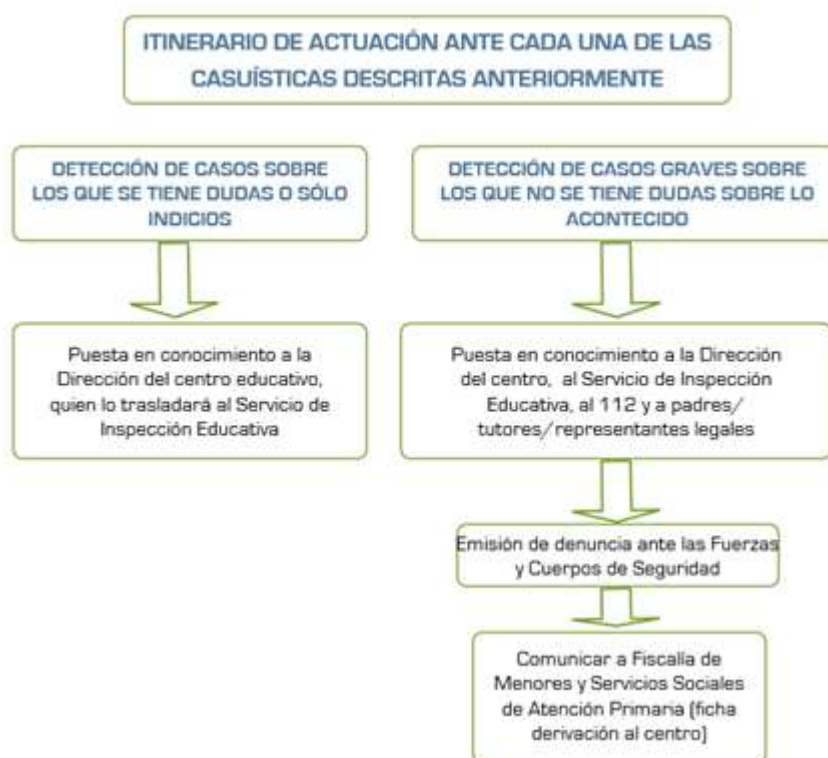 ITINERARIO DE ACTUACIÓN ANTE CADA UNA DE LAS
CASUÍSTICAS DESCRITAS ANTERIORMENTE
DETECCIÓN DE CASOS SOBRE
LOS QUE SE TIENE DUDAS O SÓLO
INDICIOS
DETECCIÓN DE CASOS GRAVES SOBRE
LOS QUE NO SE TIENE DUDAS SOBRE LO
ACONTECIDO
Puesta en conocimiento a la
Dirección del centro educativo,
quien lo trasladará al Servicio de
Inspección Educativa
Puesta en conocimiento a la Dirección
del centro, al Servicio de Inspección
Educativa, al 112 y a padres/
tutores/representantes legales
Emisión de denuncia ante las Fuerzas
y Cuerpos de Seguridad
Comunicar a Fiscalía de
Menores y Servicios Sociales
de Atención Primaria (ficha
derivación al centro)